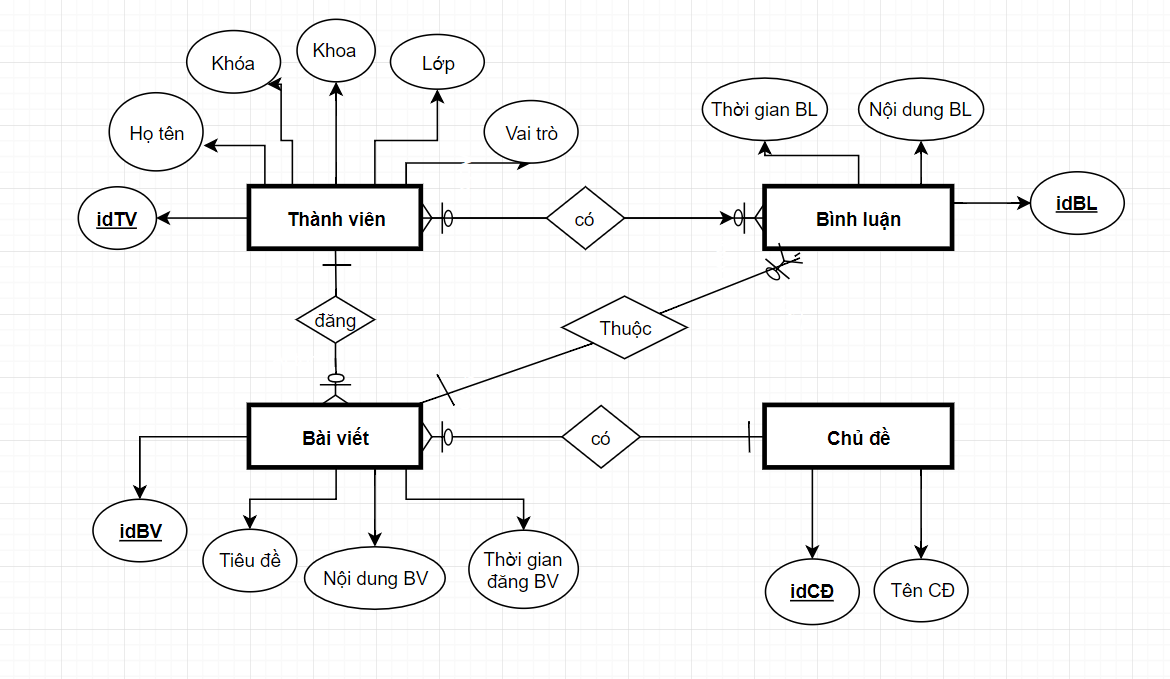 Khóa
Khoa
Lớp
Họ tên
Vai trò
Thời gian BL
Nội dung BL
idTV
Thành viên
có
Bình luận
idBL
đăng
Thuộc
Bài viết
có
Chủ đề
idBV
Tiêu đề
Nội dung BV
Thời gian
đăng BV
idCĐ
Tên CĐ